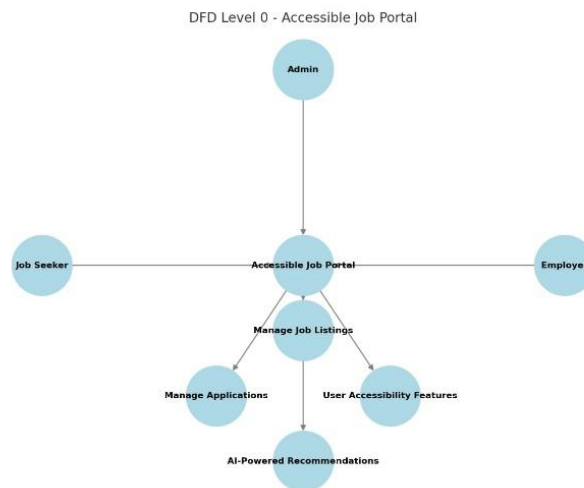 DFD Level 0 - Accessible Job Portal
Admin
Job Seeker
Accessible Job Portal
Employe
Manage Job Listings
Manage Applications
User Accessibility Features
AI-Powered Recommendations